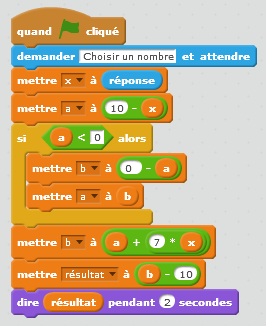 quand cliqué
demander Choisir un nombre et attendre
mettre x à réponse
mettre a à 10 - x
si a < 0 alors
mettre b à 0 - a
mettre a à b
mettre b à a + 7 * x
mettre résultat à b - 10
dire résultat pendant 2 secondes